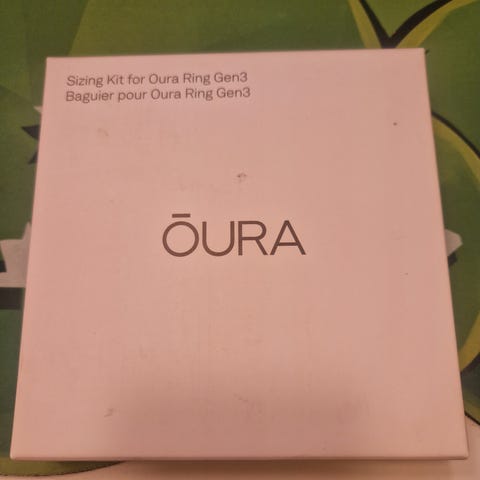 Sizing Kit for Oura Ring Gen3
Baguier pour Oura Ring Gen3
ŌURA